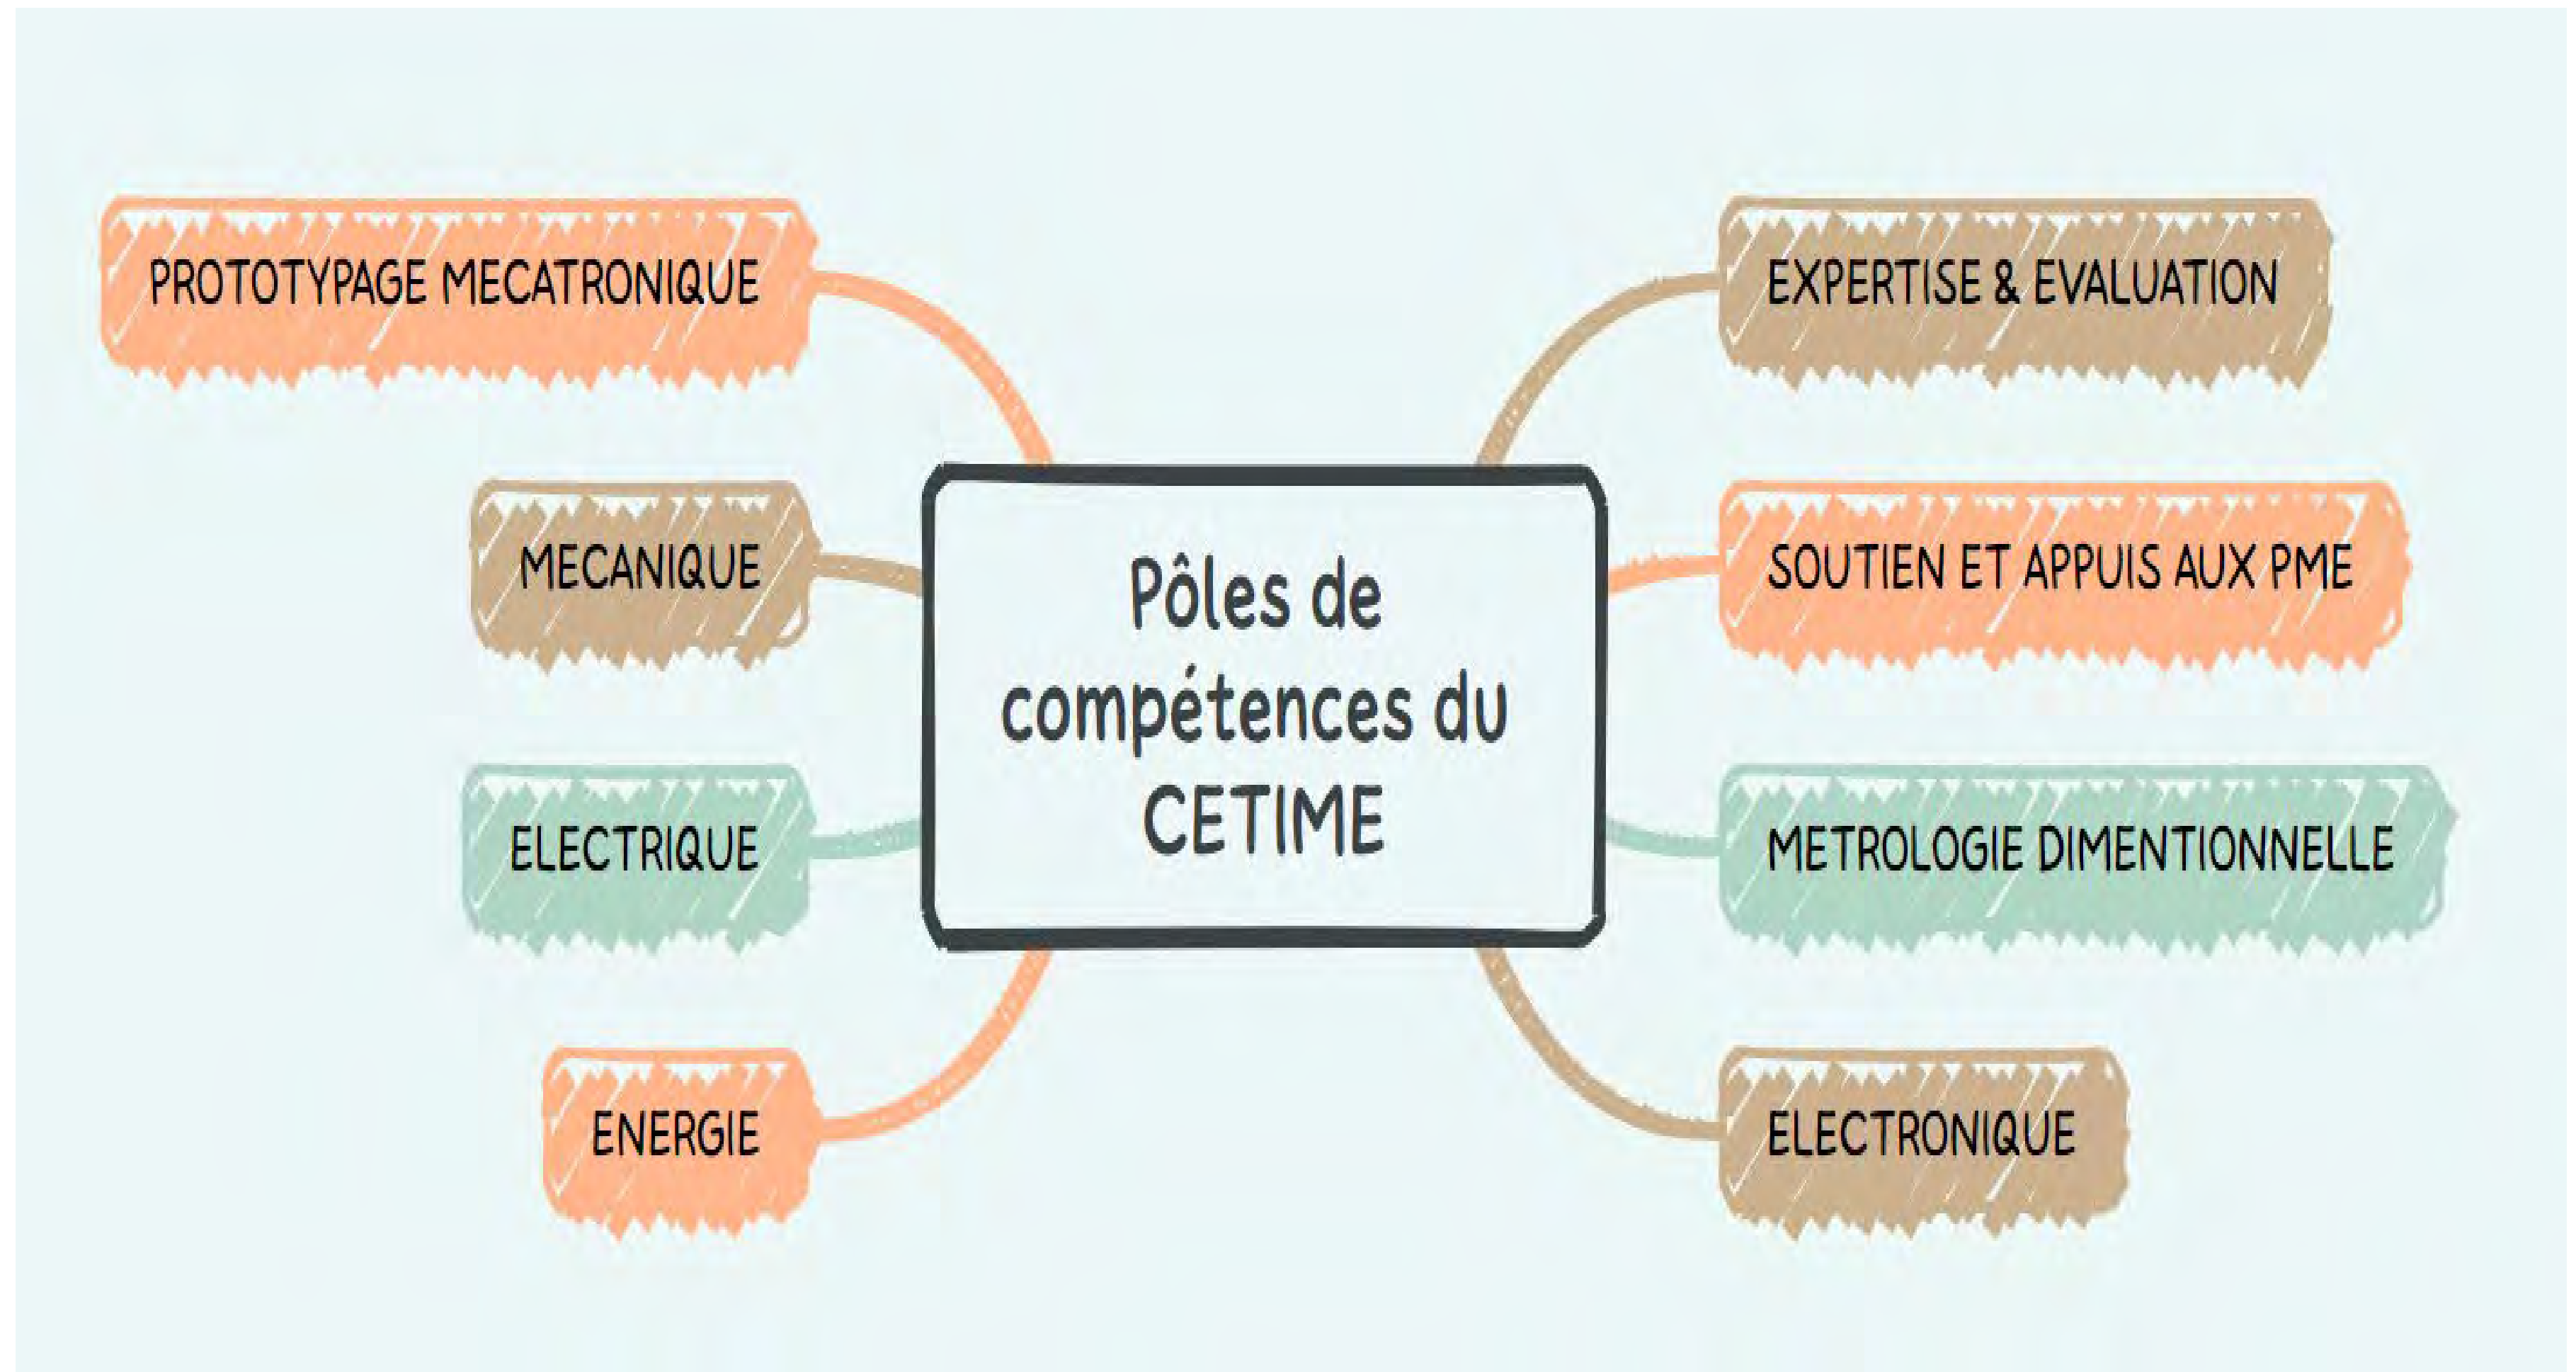 PROTOTYPAGE MECATRONIQUE
MECANIQUE
ELECTRIQUE
ENERGIE
Pôles de
compétences du
CETIME
EXPERTISE & EVALUATION
SOUTIEN ET APPUIS AUX PME
METROLOGIE DIMENTIONNELLE
ELECTRONIQUE